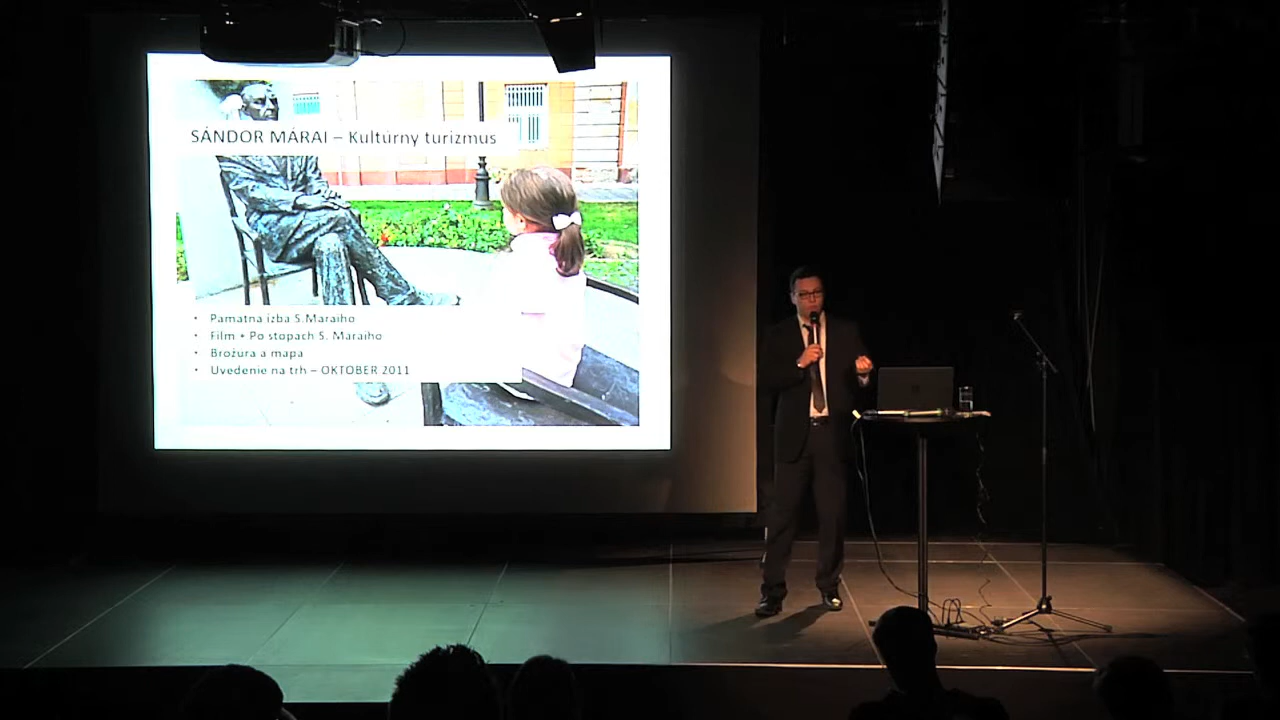 SÁNDOR MÁRAI – Kultúrny turizmus
• Pamatna izba S.Maraiho
• Film + Po stopach S. Maraiho
• Brožura a mapa
• Uvedenie na trh – OKTOBER 2011